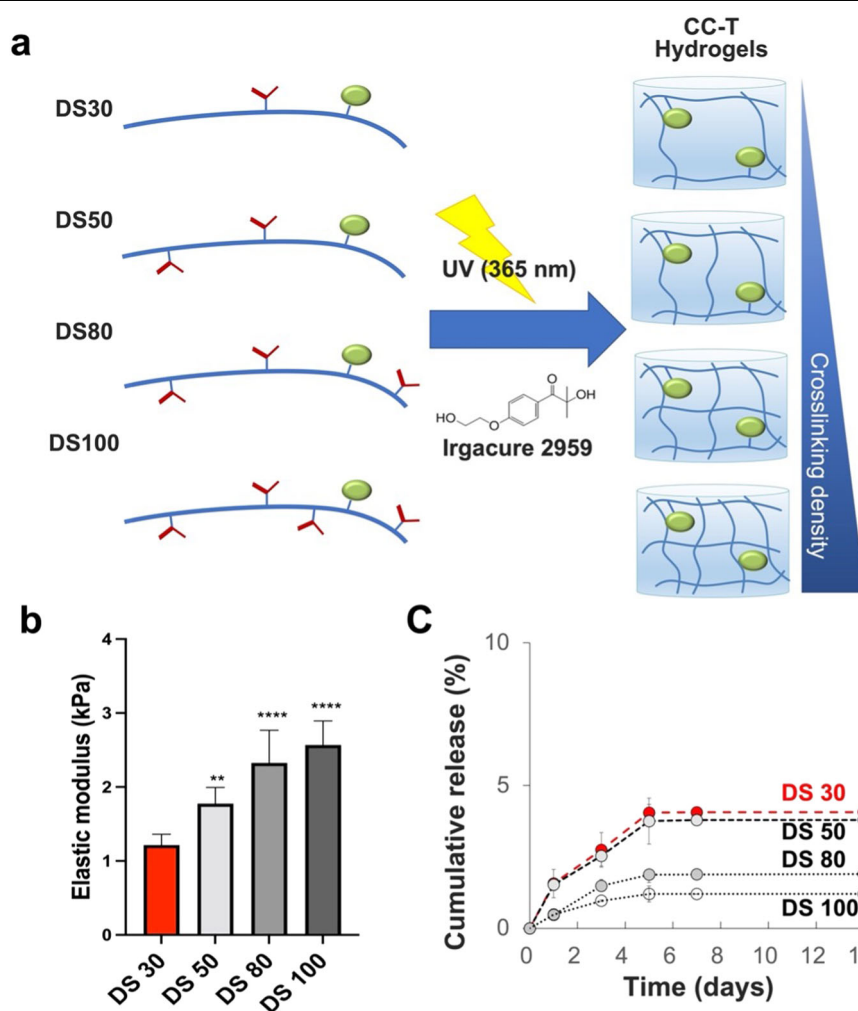 a
CC-T
Hydrogels
DS30
DS50
UV (365 nm)
DS80
O
OH
HO
O
Irgacure 2959
DS100
Crosslinking density
b
4
3
2
1
0
Elastic modulus (kPa)
**
****
****
DS 30
DS 50
DS 80
DS 100
C
10
5
0
Cumulative release (%)
DS 30
DS 50
DS 80
DS 100
0 2 4 6 8 10 12
Time (days)